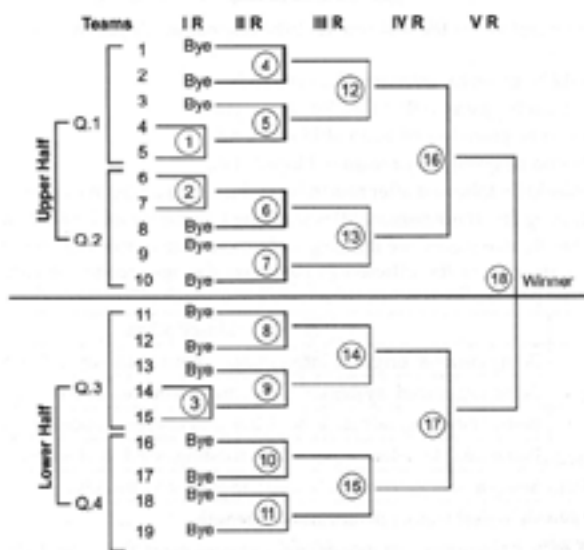 Teams I R II R III R IV R V R
1 Bye
4
2 Bye
12
3 Bye
5
Q.1 4
1
5
16
6
2
7
Upper Half
6
8 Bye
13
Q.2 9 Bye
7
10 Bye
18 Winner
11 Bye
8
12 Bye
14
13 Bye
9
Q.3 14
3
15
17
16 Bye
Lower Half
10
17 Bye
15
18 Bye
Q.4
11
19 Bye